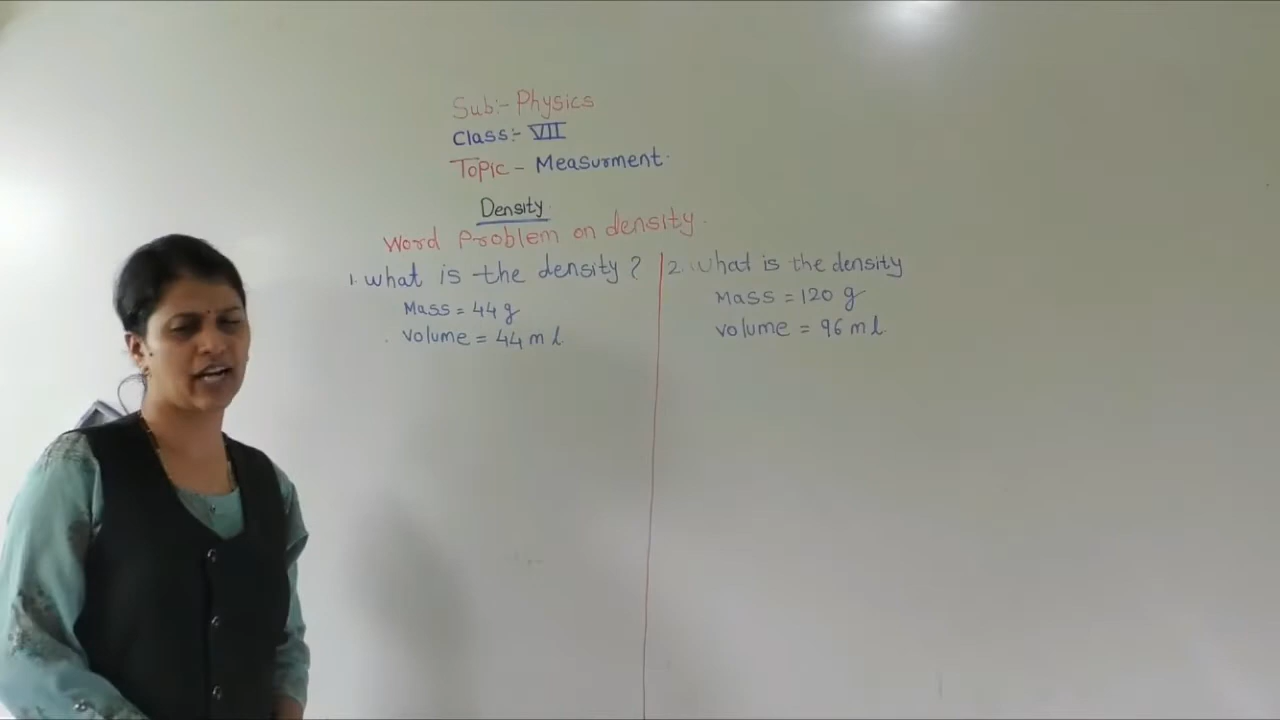 Sub:- Physics
Class:- VII
Topic - Measurment.
Density
Word Problem on density.
1. What is the density ?
Mass = 44 g
Volume = 44 ml
2. What is the density
Mass = 120 g
Volume = 96 ml